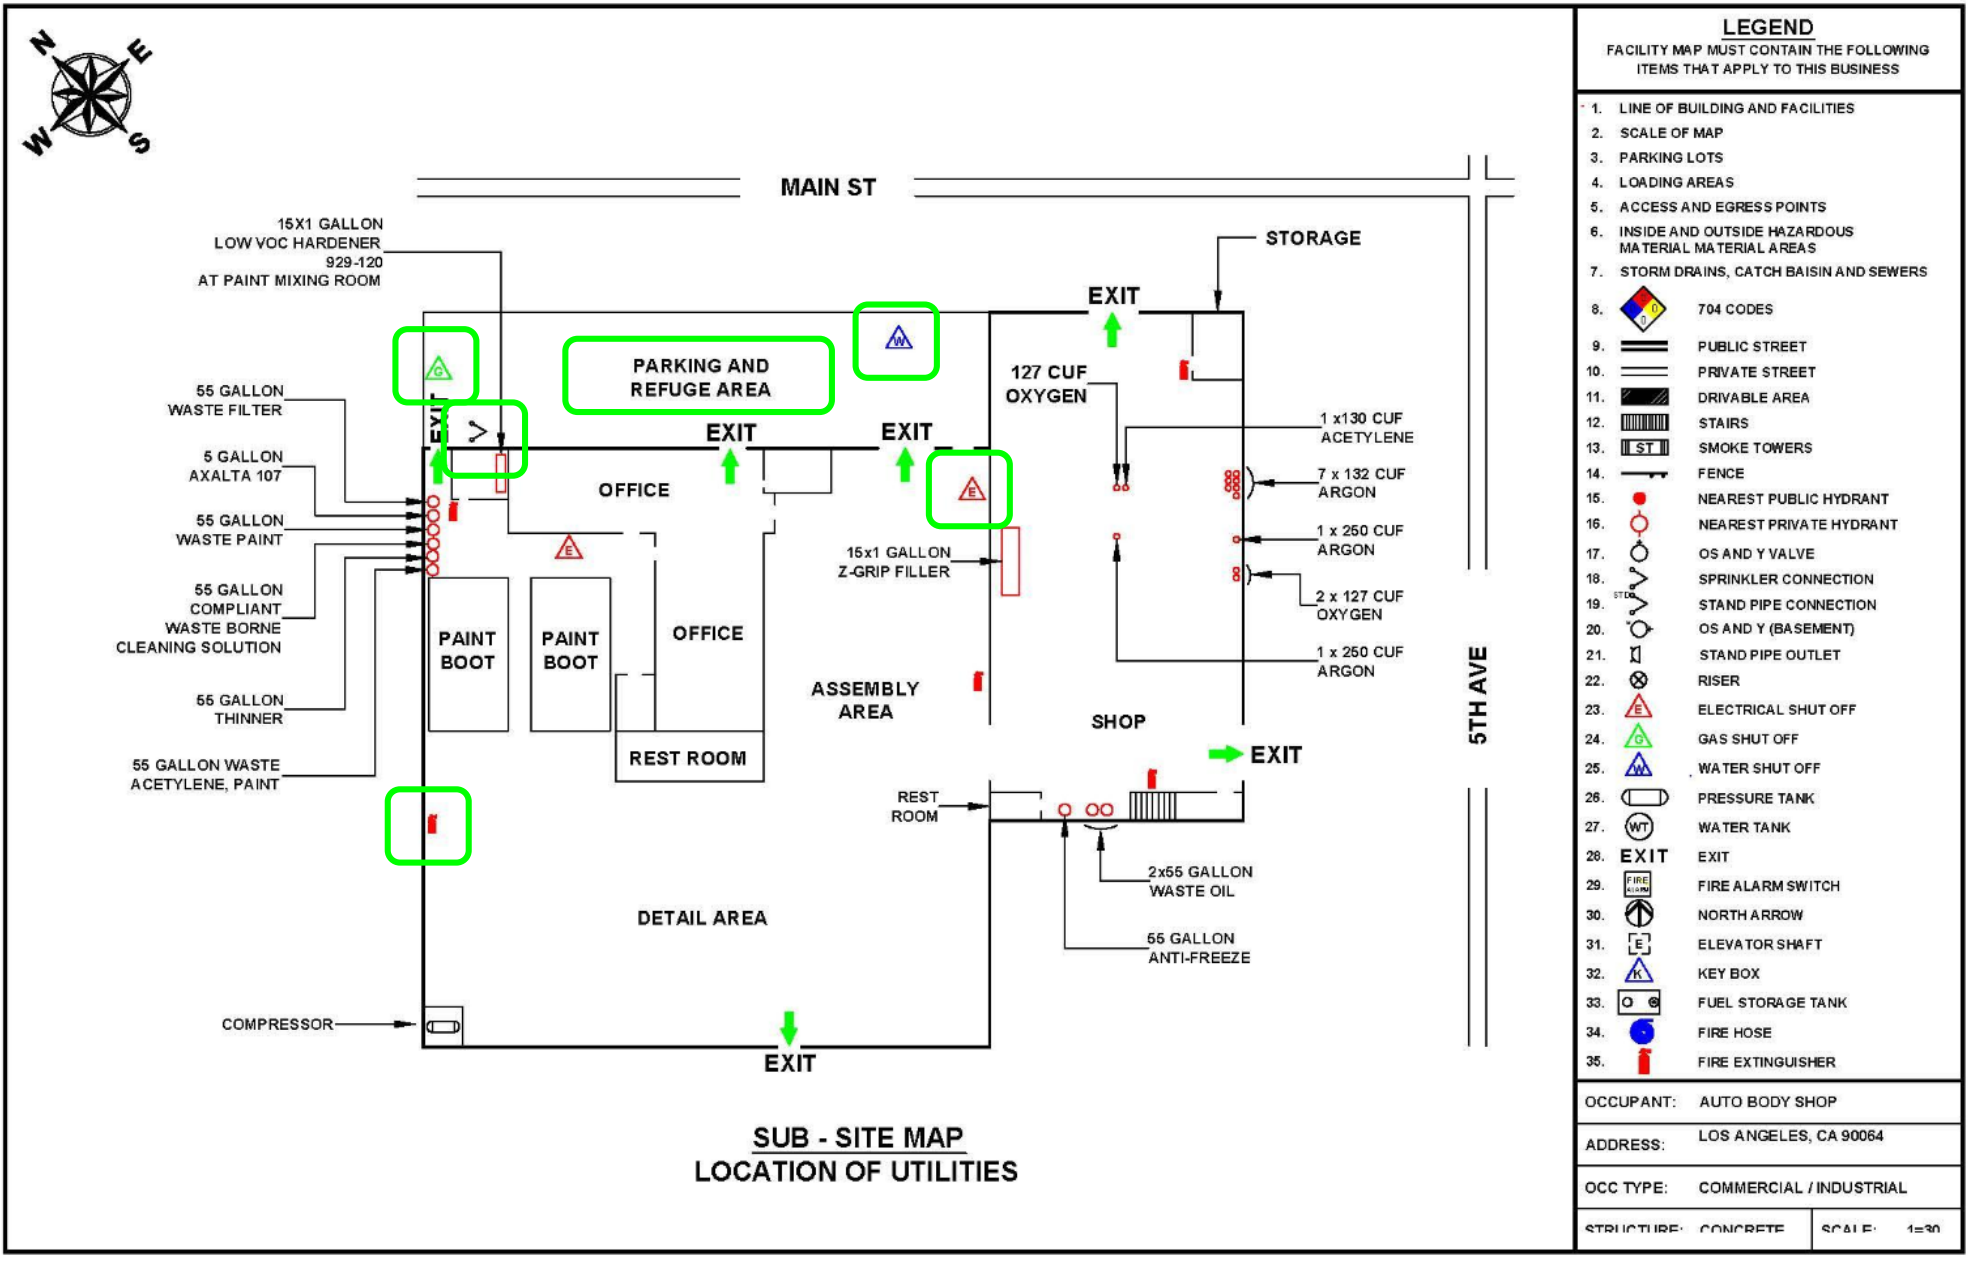 N
E
W
S
MAIN ST
15X1 GALLON
LOW VOC HARDENER
929-120
AT PAINT MIXING ROOM
STORAGE
EXIT
G
PARKING AND
REFUGE AREA
W
127 CUF
OXYGEN
55 GALLON
WASTE FILTER
EXIT
EXIT
EXIT
1 x130 CUF
ACETYLENE
5 GALLON
AXALTA 107
OFFICE
E
7 x 132 CUF
ARGON
55 GALLON
WASTE PAINT
E
15x1 GALLON
Z-GRIP FILLER
1 x 250 CUF
ARGON
55 GALLON
COMPLIANT
WASTE BORNE
CLEANING SOLUTION
PAINT
BOOT
PAINT
BOOT
OFFICE
2 x 127 CUF
OXYGEN
1 x 250 CUF
ARGON
55 GALLON
THINNER
ASSEMBLY
AREA
SHOP
5TH AVE
55 GALLON WASTE
ACETYLENE, PAINT
REST ROOM
EXIT
REST
ROOM
2x55 GALLON
WASTE OIL
DETAIL AREA
55 GALLON
ANTI-FREEZE
COMPRESSOR
EXIT
SUB - SITE MAP
LOCATION OF UTILITIES
LEGEND
FACILITY MAP MUST CONTAIN THE FOLLOWING
ITEMS THAT APPLY TO THIS BUSINESS
1. LINE OF BUILDING AND FACILITIES
2. SCALE OF MAP
3. PARKING LOTS
4. LOADING AREAS
5. ACCESS AND EGRESS POINTS
6. INSIDE AND OUTSIDE HAZARDOUS
MATERIAL MATERIAL AREAS
7. STORM DRAINS, CATCH BAISIN AND SEWERS
8. 0 0 704 CODES
9. PUBLIC STREET
10. PRIVATE STREET
11. DRIVABLE AREA
12. STAIRS
13. ST SMOKE TOWERS
14. FENCE
15. NEAREST PUBLIC HYDRANT
16. NEAREST PRIVATE HYDRANT
17. OS AND Y VALVE
18. SPRINKLER CONNECTION
19. STD STAND PIPE CONNECTION
20. OS AND Y (BASEMENT)
21. STAND PIPE OUTLET
22. RISER
23. E ELECTRICAL SHUT OFF
24. G GAS SHUT OFF
25. W WATER SHUT OFF
26. PRESSURE TANK
27. WT WATER TANK
28. EXIT EXIT
29. FIRE ALARM FIRE ALARM SWITCH
30. NORTH ARROW
31. E ELEVATOR SHAFT
32. K KEY BOX
33. FUEL STORAGE TANK
34. FIRE HOSE
35. FIRE EXTINGUISHER
OCCUPANT: AUTO BODY SHOP
ADDRESS: LOS ANGELES, CA 90064
OCC TYPE: COMMERCIAL / INDUSTRIAL
STRUCTURE: CONCRETE SCALE: 1=30